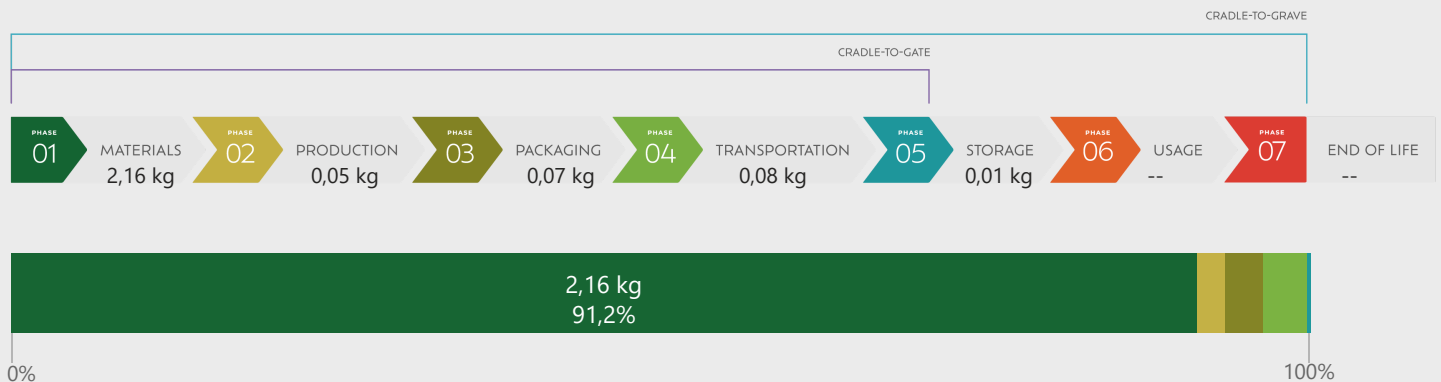 CRADLE-TO-GRAVE
CRADLE-TO-GATE
PHASE
01
MATERIALS
2,16 kg
PHASE
02
PRODUCTION
0,05 kg
PHASE
03
PACKAGING
0,07 kg
PHASE
04
TRANSPORTATION
0,08 kg
PHASE
05
STORAGE
0,01 kg
PHASE
06
USAGE
--
PHASE
07
END OF LIFE
--
2,16 kg
91,2%
0%
100%